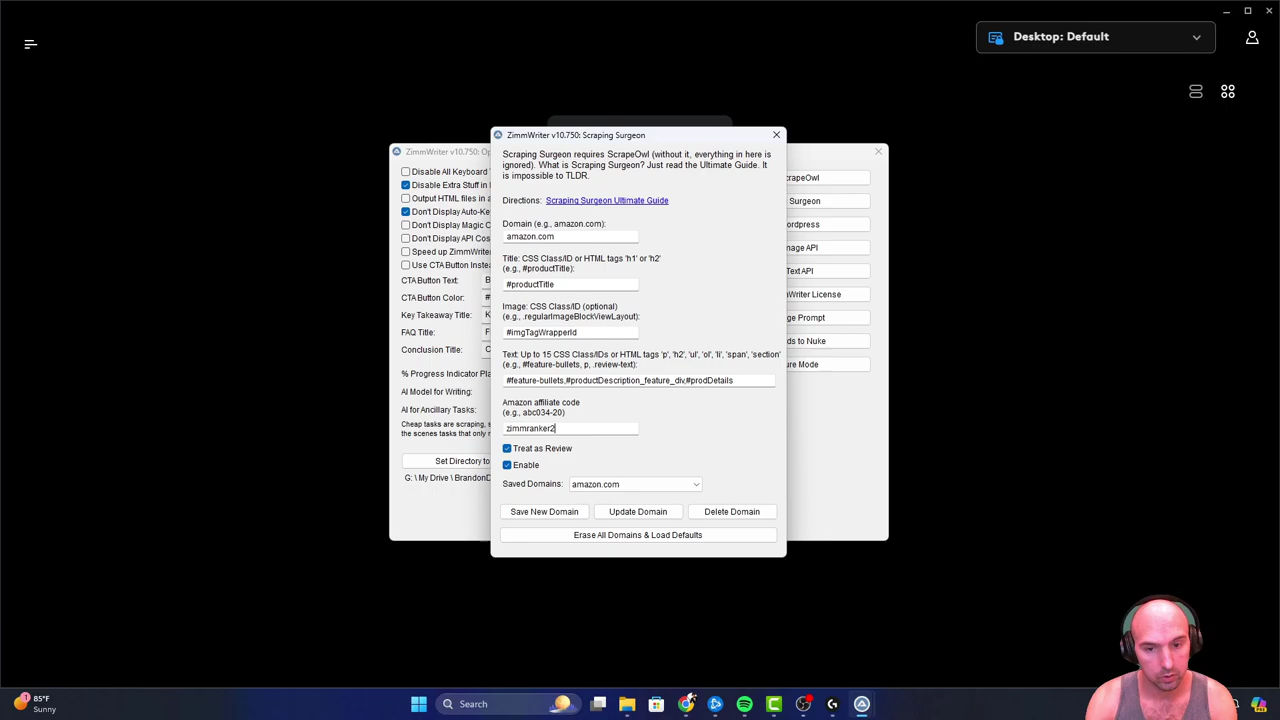 Desktop: Default
ZimmWriter v10.750: Op
Disable All Keyboard
Disable Extra Stuff in
Output HTML files in a
Don't Display Auto-Ke
Don't Display Magic C
Don't Display API Cos
Speed up ZimmWriter
Use CTA Button Inste
CTA Button Text:
CTA Button Color:
Key Takeaway Title:
FAQ Title:
Conclusion Title:
% Progress Indicator Pla
AI Model for Writing:
AI for Ancillary Tasks:
Cheap tasks are scraping, s
the scenes tasks that only r
Set Directory to
G: \ My Drive \ BrandonD
ZimmWriter v10.750: Scraping Surgeon
Scraping Surgeon requires ScrapeOwl (without it, everything in here is
ignored). What is Scraping Surgeon? Just read the Ultimate Guide. It
is impossible to TLDR.
Directions: Scraping Surgeon Ultimate Guide
Domain (e.g., amazon.com):
amazon.com
Title: CSS Class/ID or HTML tags 'h1' or 'h2'
(e.g., #productTitle):
#productTitle
Image: CSS Class/ID (optional)
(e.g., .regularImageBlockViewLayout):
#imgTagWrapperId
Text: Up to 15 CSS Class/IDs or HTML tags 'p', 'h2', 'ul', 'ol', 'li', 'span', 'section'
(e.g., #feature-bullets, p, .review-text):
#feature-bullets,#productDescription_feature_div,#prodDetails
Amazon affiliate code
(e.g., abc034-20)
zimmranker2
Treat as Review
Enable
Saved Domains: amazon.com
Save New Domain Update Domain Delete Domain
Erase All Domains & Load Defaults
crapeOwl
Surgeon
ordpress
mage API
Text API
mWriter License
ge Prompt
ds to Nuke
ure Mode
85°F
Sunny
Search